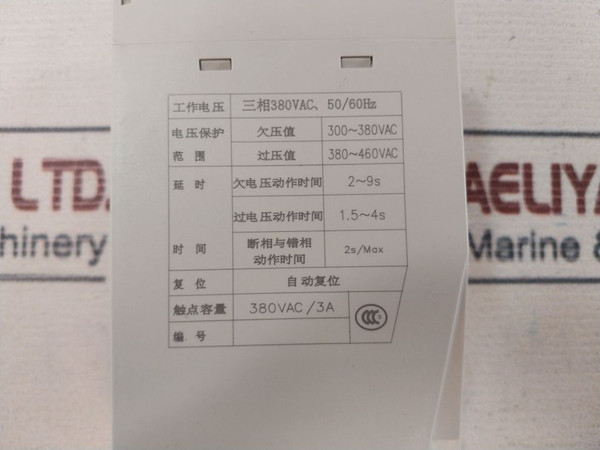 工作电压 三相380VAC、50/60Hz
电压保护 欠压值 300～380VAC
范 围 过压值 380～460VAC
延 时 欠电压动作时间 2～9s
过电压动作时间 1.5～4s
时 间 断相与错相 2s/Max
动作时间
复 位 自动复位
触点容量 380VAC/3A
CCC
编 号
LTD. AELIYA
hinery Marine &